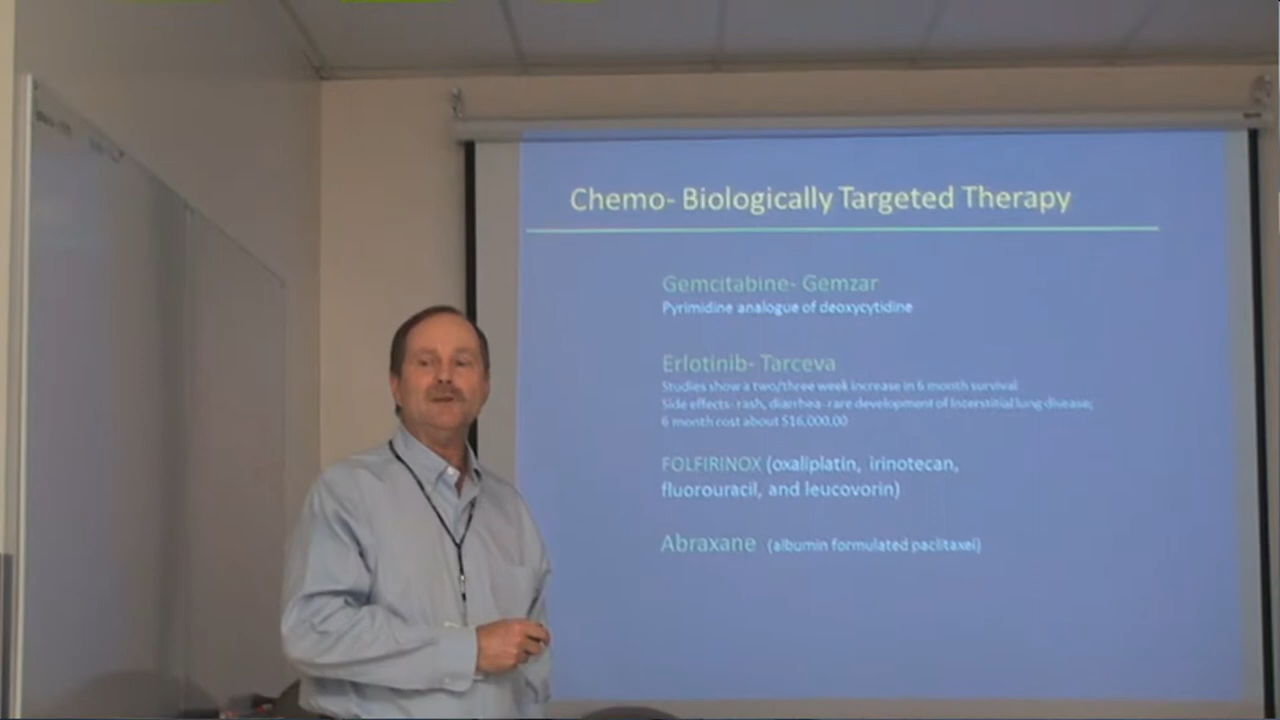 Chemo- Biologically Targeted Therapy
Gemcitabine- Gemzar
Pyrimidine analogue of deoxycytidine
Erlotinib- Tarceva
Studies show a two/three week increase in 6 month survival
Side effects- rash, diarrhea- rare development of Interstitial lung disease;
6 month cost about $16,000.00
FOLFIRINOX (oxaliplatin, irinotecan,
fluorouracil, and leucovorin)
Abraxane (albumin formulated paclitaxel)